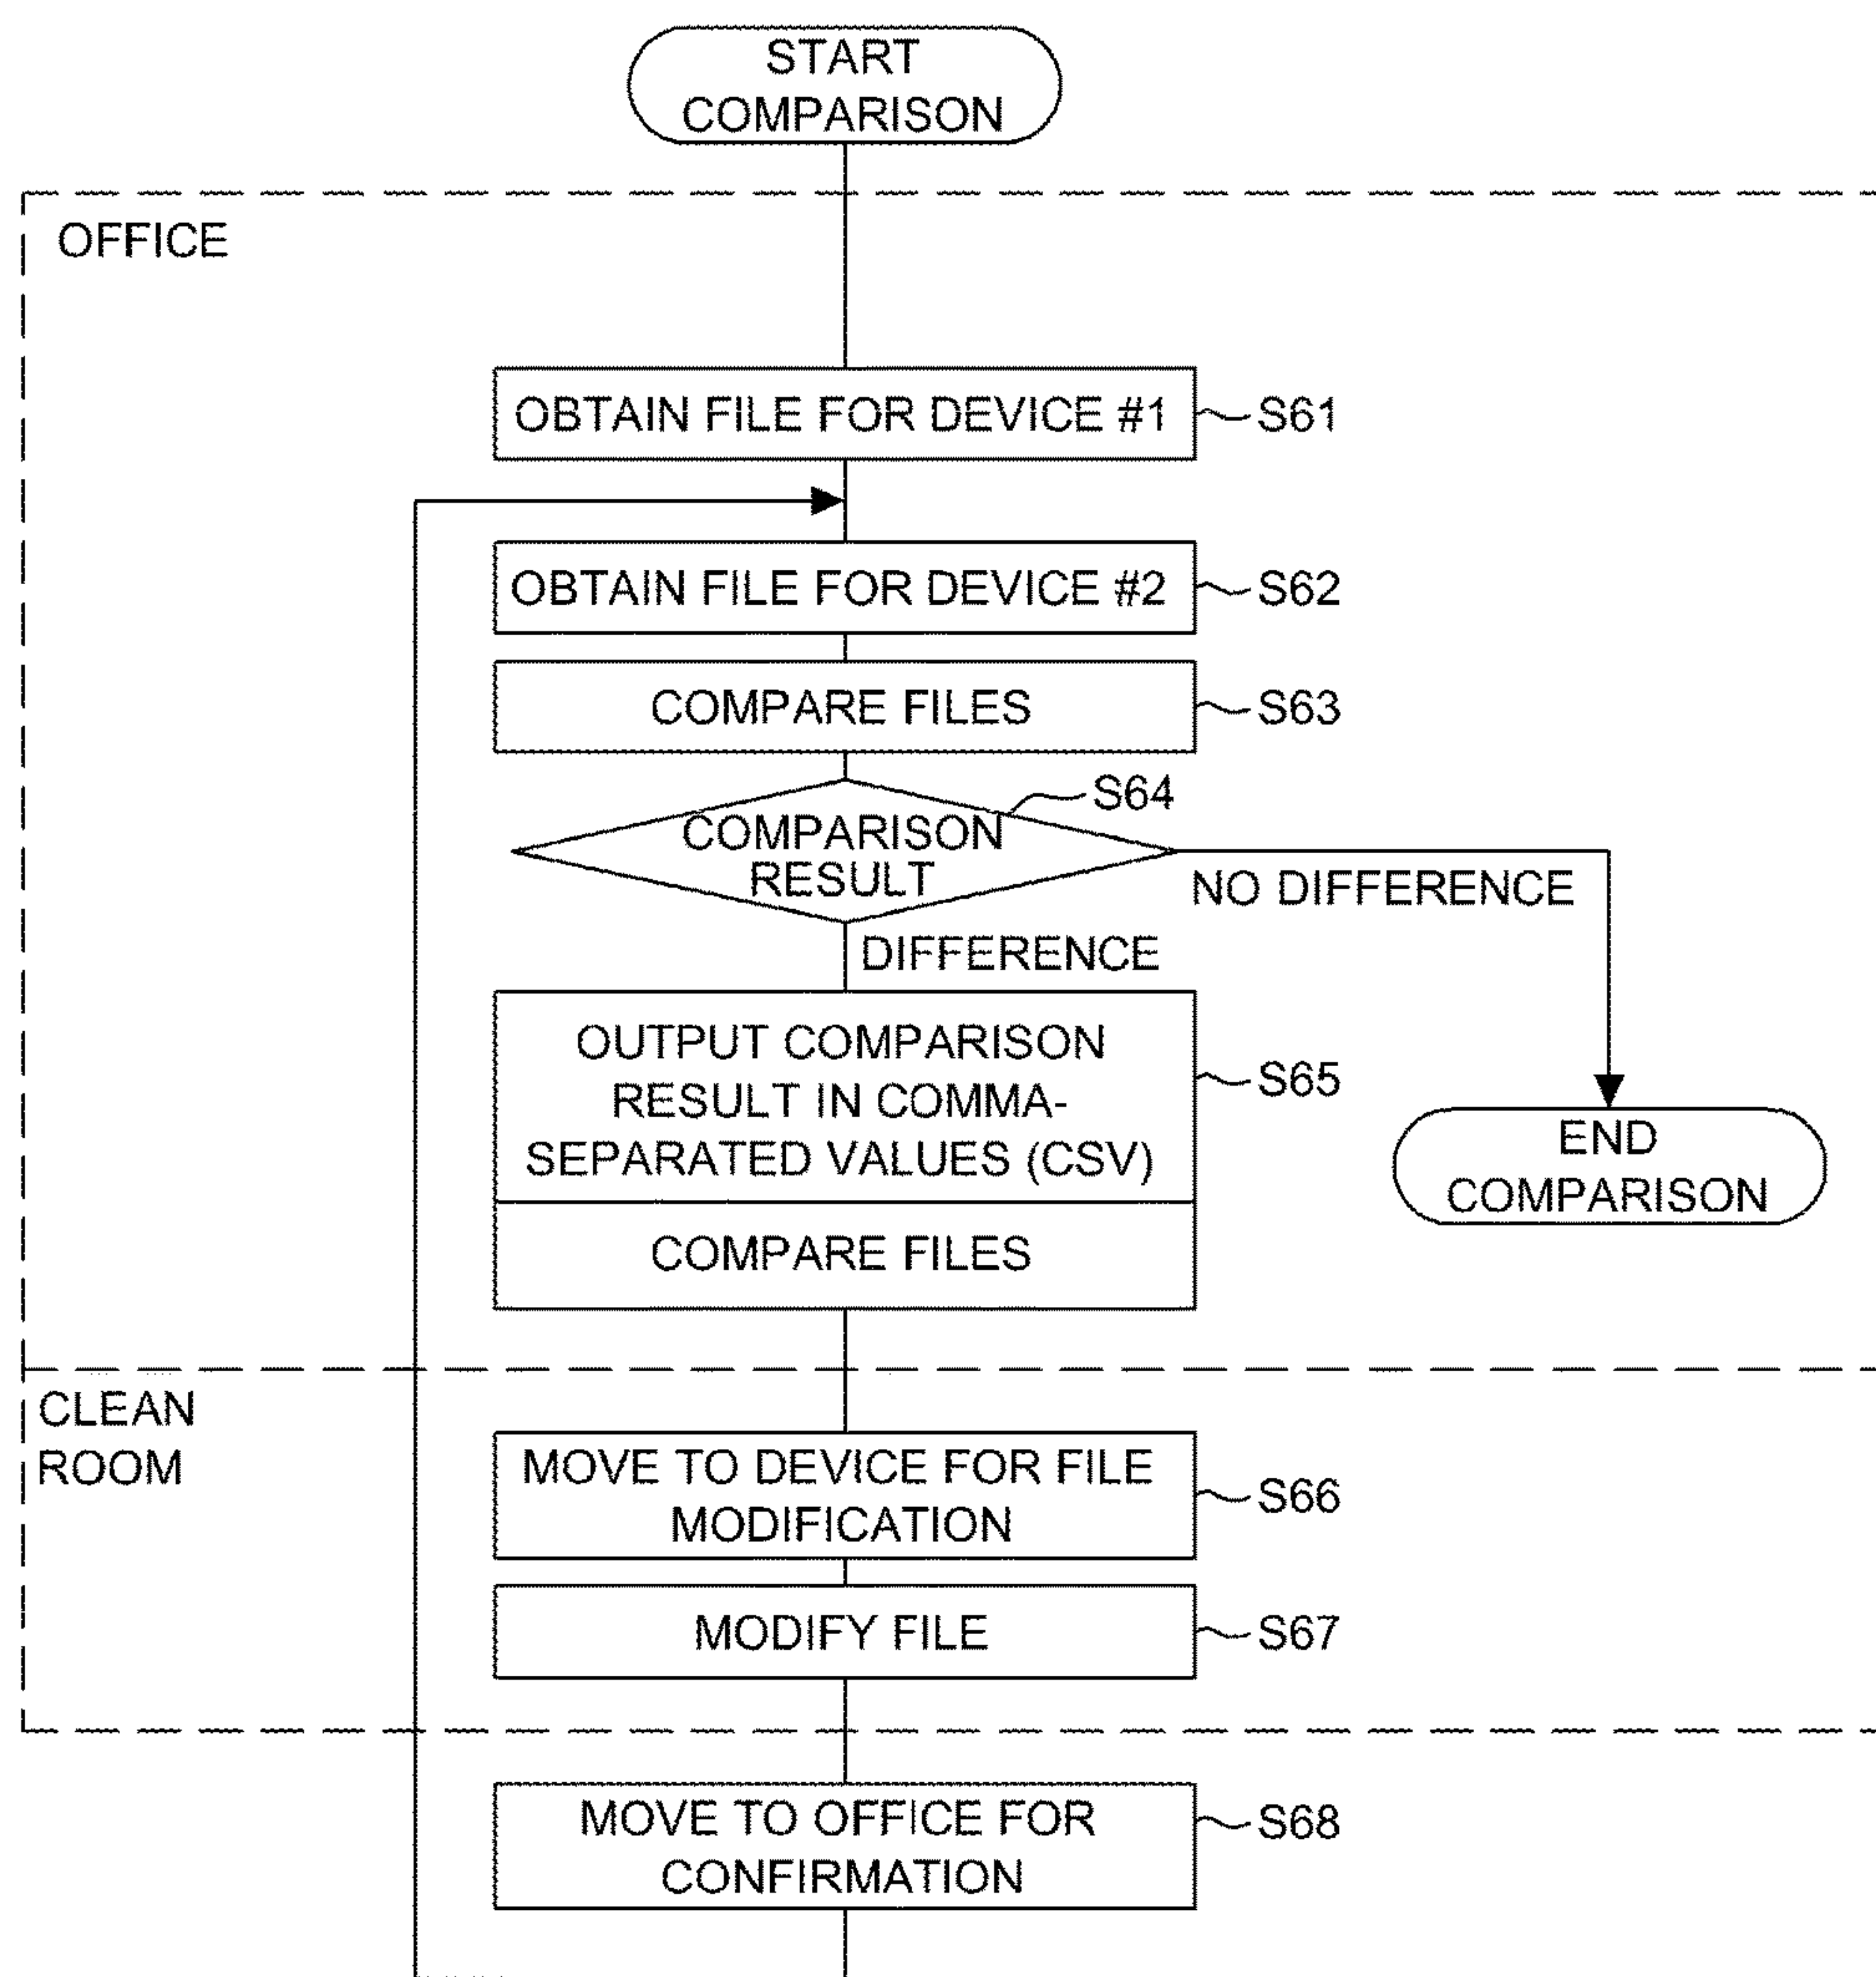 START
COMPARISON
OFFICE
OBTAIN FILE FOR DEVICE #1
S61
OBTAIN FILE FOR DEVICE #2
S62
COMPARE FILES
S63
S64
COMPARISON
RESULT
NO DIFFERENCE
DIFFERENCE
OUTPUT COMPARISON
RESULT IN COMMA-
SEPARATED VALUES (CSV)
S65
COMPARE FILES
END
COMPARISON
CLEAN
ROOM
MOVE TO DEVICE FOR FILE
MODIFICATION
S66
MODIFY FILE
S67
MOVE TO OFFICE FOR
CONFIRMATION
S68